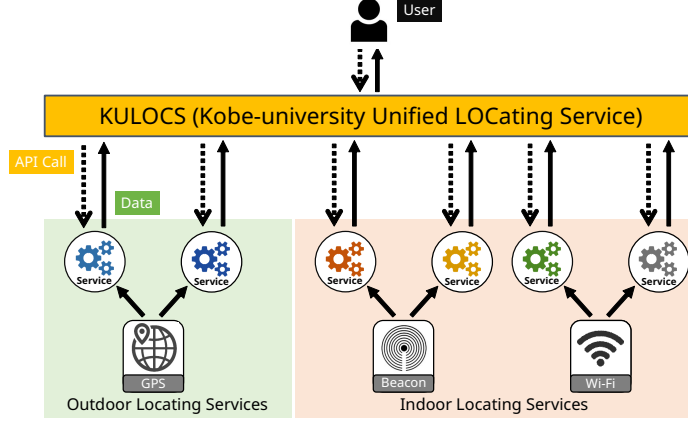 User
KULOCS (Kobe-university Unified LOCating Service)
API Call
Data
Service
Service
Service
Service
Service
Service
GPS
Beacon
Wi-Fi
Outdoor Locating Services
Indoor Locating Services